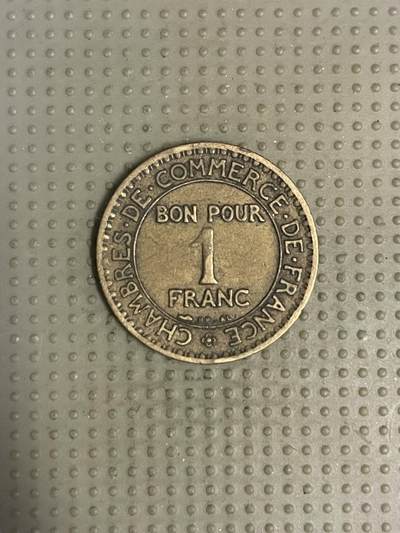 CHAMBRES·DE·COMMERCE·DE·FRANCE
BON POUR
1
FRANC